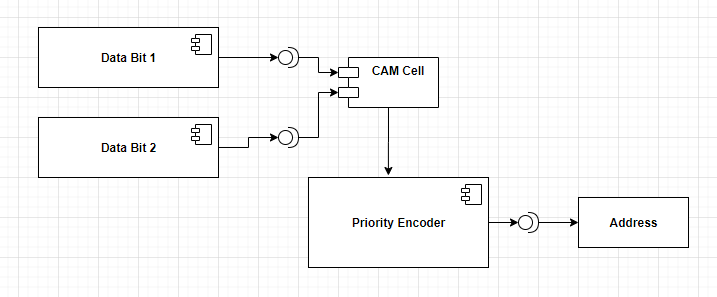 Data Bit 1
CAM Cell
Data Bit 2
Priority Encoder
Address